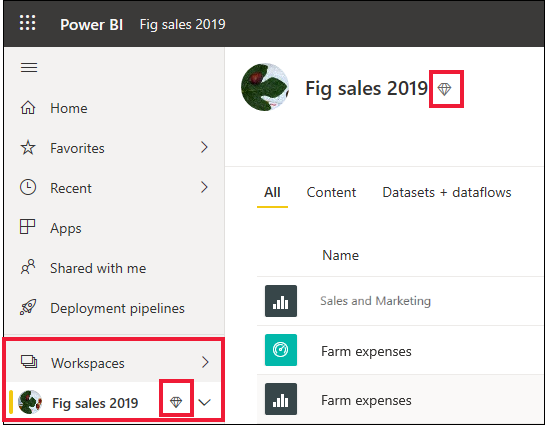 Power BI Fig sales 2019
Fig sales 2019
Home
Favorites
Recent
Apps
Shared with me
Deployment pipelines
Workspaces
Fig sales 2019
All Content Datasets + dataflows
Name
Sales and Marketing
Farm expenses
Farm expenses